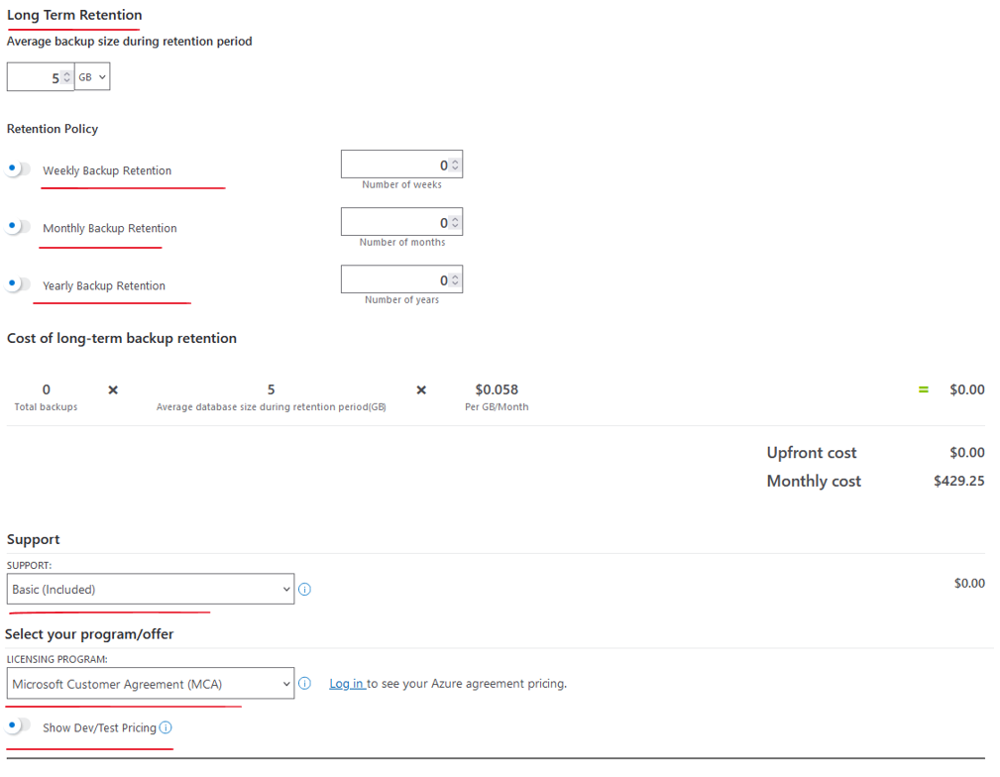 Long Term Retention
Average backup size during retention period
5 GB
Retention Policy
Weekly Backup Retention 0
Number of weeks
Monthly Backup Retention 0
Number of months
Yearly Backup Retention 0
Number of years
Cost of long-term backup retention
0 × 5 × $0.058 = $0.00
Total backups Average database size during retention period(GB) Per GB/Month
Upfront cost $0.00
Monthly cost $429.25
Support
SUPPORT:
Basic (Included) $0.00
Select your program/offer
LICENSING PROGRAM:
Microsoft Customer Agreement (MCA) Log in to see your Azure agreement pricing.
Show Dev/Test Pricing